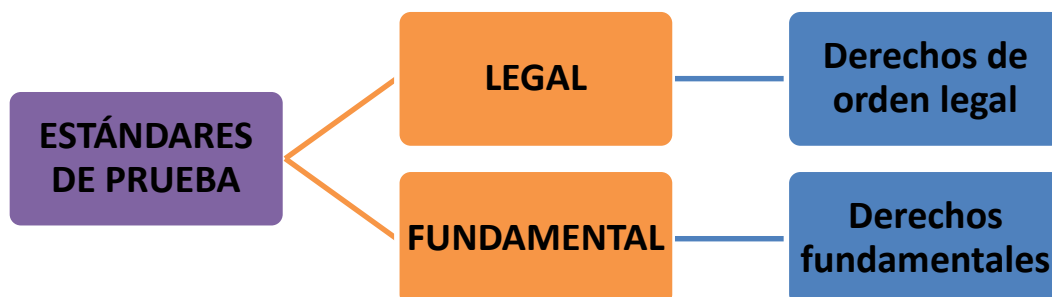 ESTÁNDARES
DE PRUEBA
LEGAL
Derechos de
orden legal
FUNDAMENTAL
Derechos
fundamentales